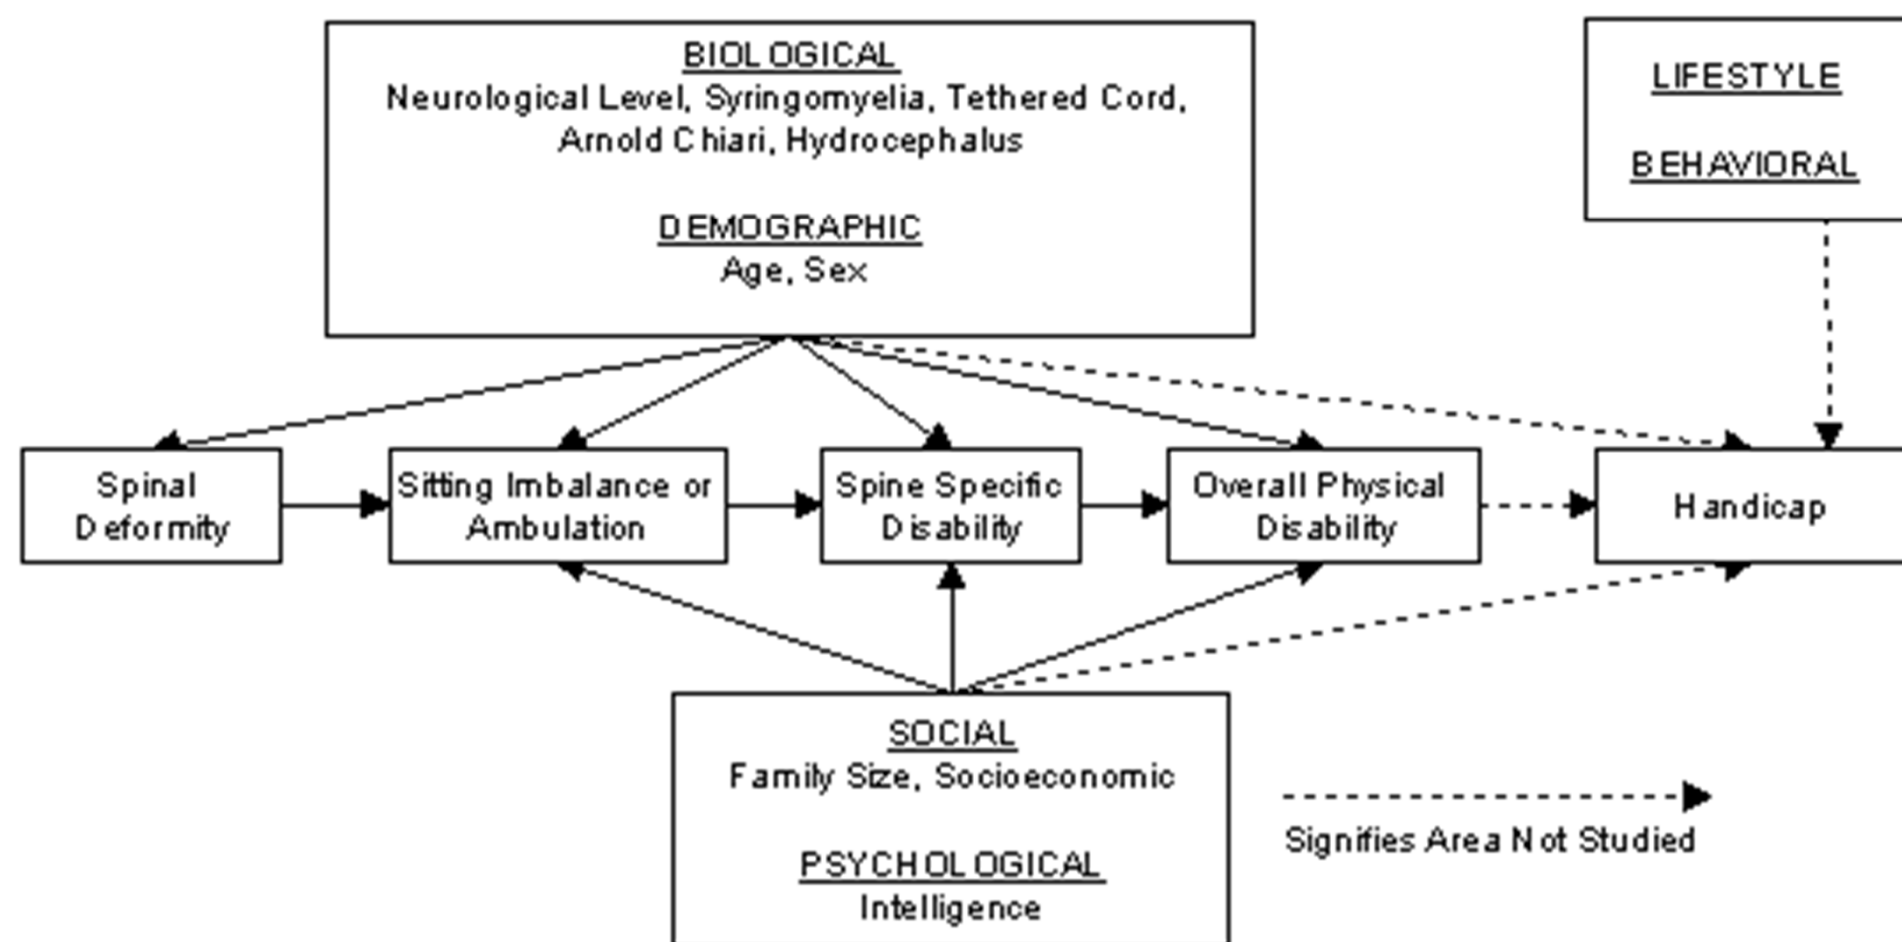 BIOLOGICAL
Neurological Level, Syringomyelia, Tethered Cord,
Arnold Chiari, Hydrocephalus
DEMOGRAPHIC
Age, Sex
LIFESTYLE
BEHAVIORAL
Spinal
Deformity
Sitting Imbalance or
Ambulation
Spine Specific
Disability
Overall Physical
Disability
Handicap
SOCIAL
Family Size, Socioeconomic
PSYCHOLOGICAL
Intelligence
Signifies Area Not Studied